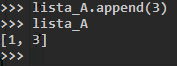 >>> lista_A.append(3)
>>> lista_A
[1, 3]
>>>